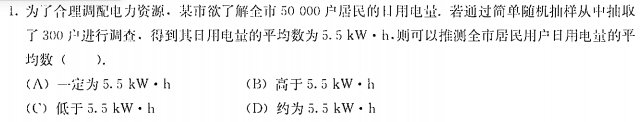 1. 为了合理调配电力资源，某市欲了解全市 50 000 户居民的日用电量. 若通过简单随机抽样从中抽取
了 300 户进行调查，得到其日用电量的平均数为 5.5 kW·h，则可以推测全市居民用户日用电量的平
均数（　　）.
（A）一定为 5.5 kW·h　　（B）高于 5.5 kW·h
（C）低于 5.5 kW·h　　（D）约为 5.5 kW·h